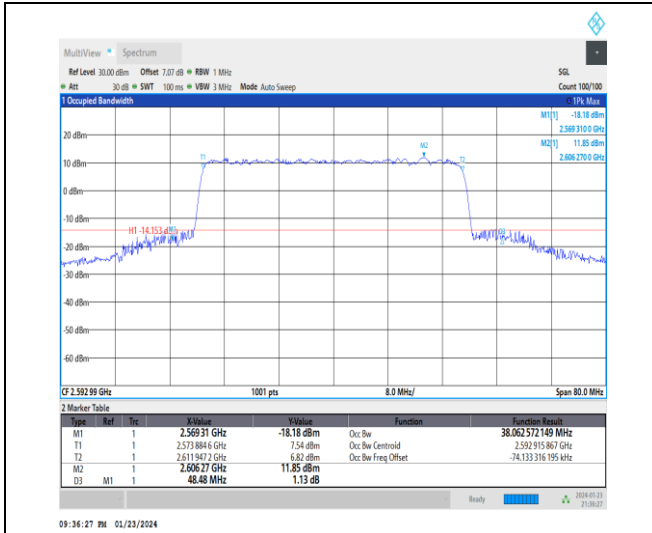 MultiView Spectrum
Ref Level 30.00 dBm Offset 7.07 dB RBW 1 MHz SGL
Att 30 dB SWT 100 ms VBW 3 MHz Mode Auto Sweep Count 100/100
1 Occupied Bandwidth 1Pk Max
M1[1] -18.18 dBm
2.569 310 0 GHz
M2[1] 11.85 dBm
2.606 270 0 GHz
20 dBm
M2
T1
T2
10 dBm
0 dBm
-10 dBm
H1 -14.153 dBm
-20 dBm
-30 dBm
-40 dBm
-50 dBm
-60 dBm
CF 2.592 99 GHz 1001 pts 8.0 MHz/ Span 80.0 MHz
2 Marker Table
Type Ref Trc X-Value Y-Value Function Function Result
M1 1 2.569 31 GHz -18.18 dBm Occ Bw 38.062 572 149 MHz
T1 1 2.573 884 6 GHz 7.54 dBm Occ Bw Centroid 2.592 915 867 GHz
T2 1 2.611 947 2 GHz 6.82 dBm Occ Bw Freq Offset -74.133 316 195 kHz
M2 1 2.606 27 GHz 11.85 dBm
D3 M1 1 48.48 MHz 1.13 dB
Ready 2024-01-23
21:36:27
09:36:27 PM 01/23/2024